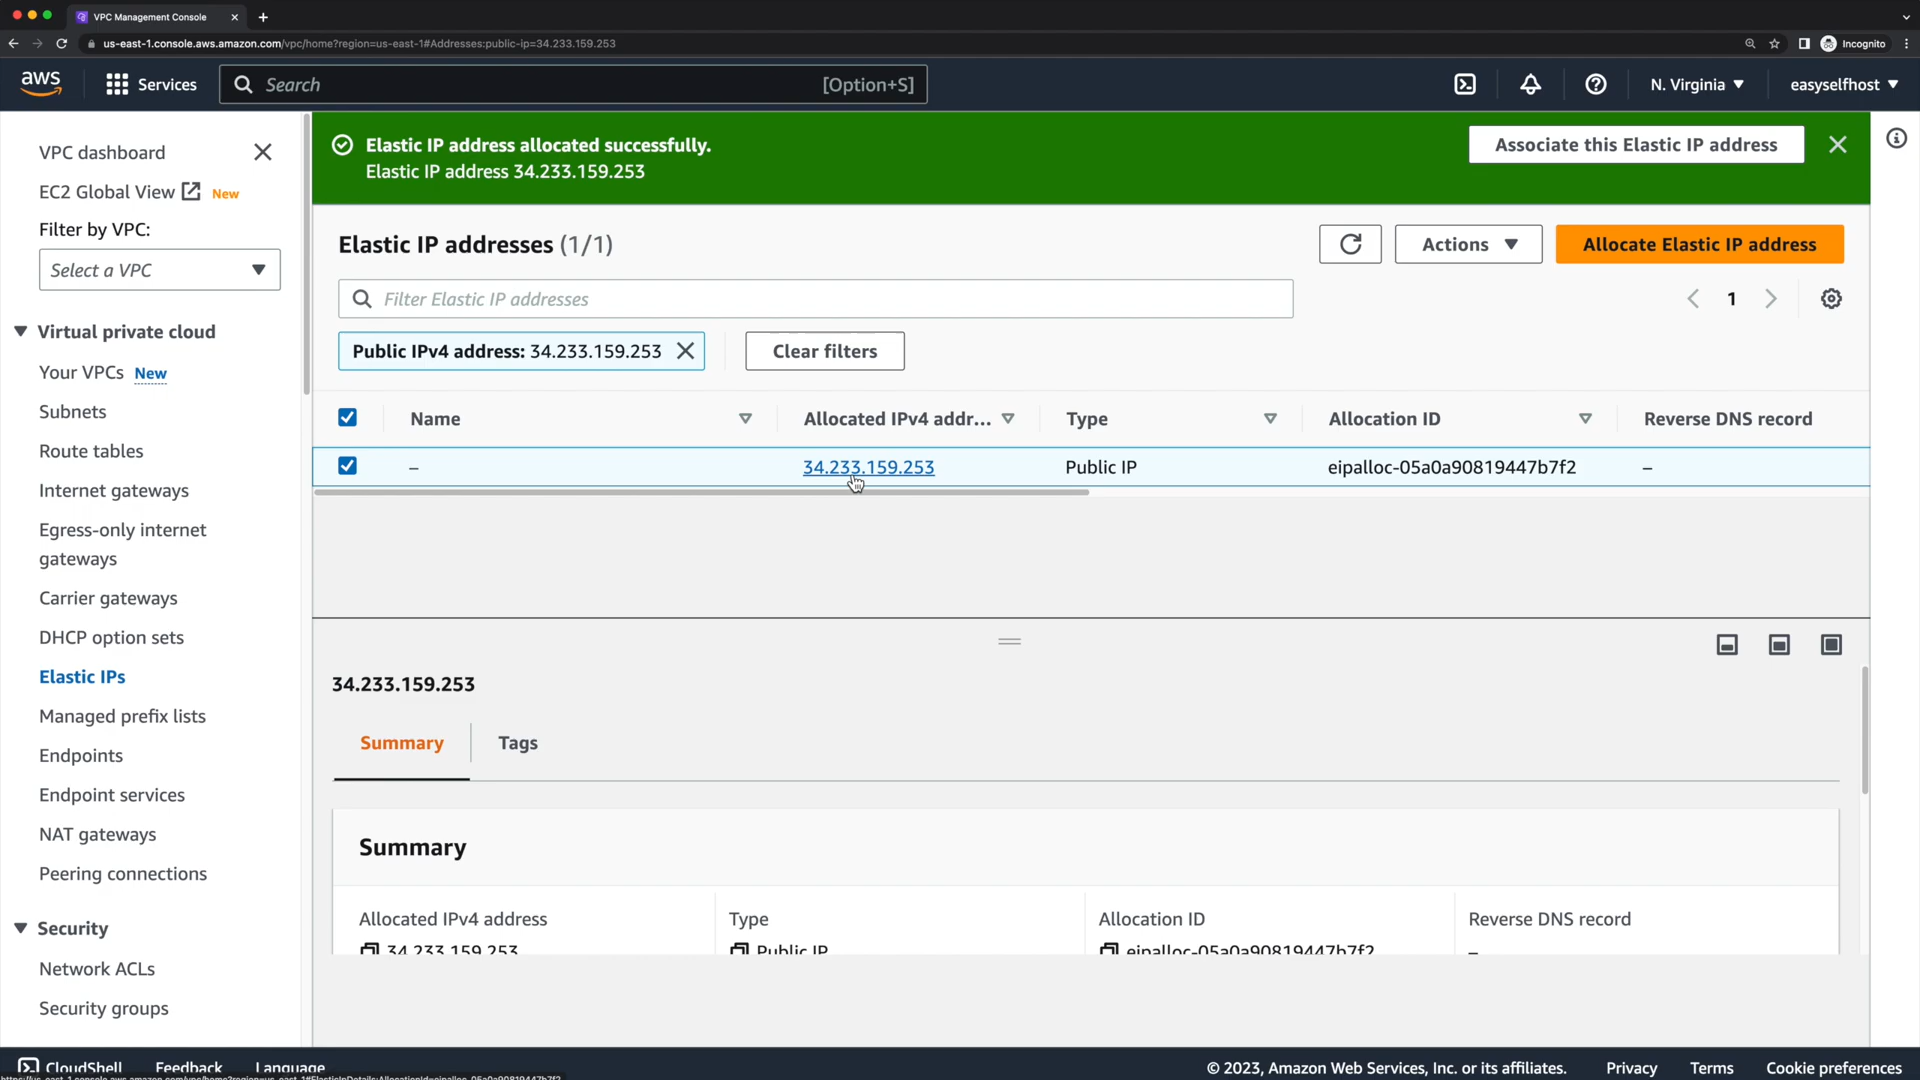 VPC Management Console
us-east-1.console.aws.amazon.com/vpc/home?region=us-east-1#Addresses:public-ip=34.233.159.253
Incognito
aws
Services
Search
[Option+S]
N. Virginia
easyselfhost
VPC dashboard
EC2 Global View New
Filter by VPC:
Select a VPC
Virtual private cloud
Your VPCs New
Subnets
Route tables
Internet gateways
Egress-only internet
gateways
Carrier gateways
DHCP option sets
Elastic IPs
Managed prefix lists
Endpoints
Endpoint services
NAT gateways
Peering connections
Security
Network ACLs
Security groups
Elastic IP address allocated successfully.
Elastic IP address 34.233.159.253
Associate this Elastic IP address
Elastic IP addresses (1/1)
Actions
Allocate Elastic IP address
Filter Elastic IP addresses
1
Public IPv4 address: 34.233.159.253
Clear filters
Name Allocated IPv4 addr... Type Allocation ID Reverse DNS record
– 34.233.159.253 Public IP eipalloc-05a0a90819447b7f2 –
34.233.159.253
Summary Tags
Summary
Allocated IPv4 address Type Allocation ID Reverse DNS record
34.233.159.253 Public IP eipalloc-05a0a90819447b7f2 –
CloudShell Feedback Language
© 2023, Amazon Web Services, Inc. or its affiliates. Privacy Terms Cookie preferences